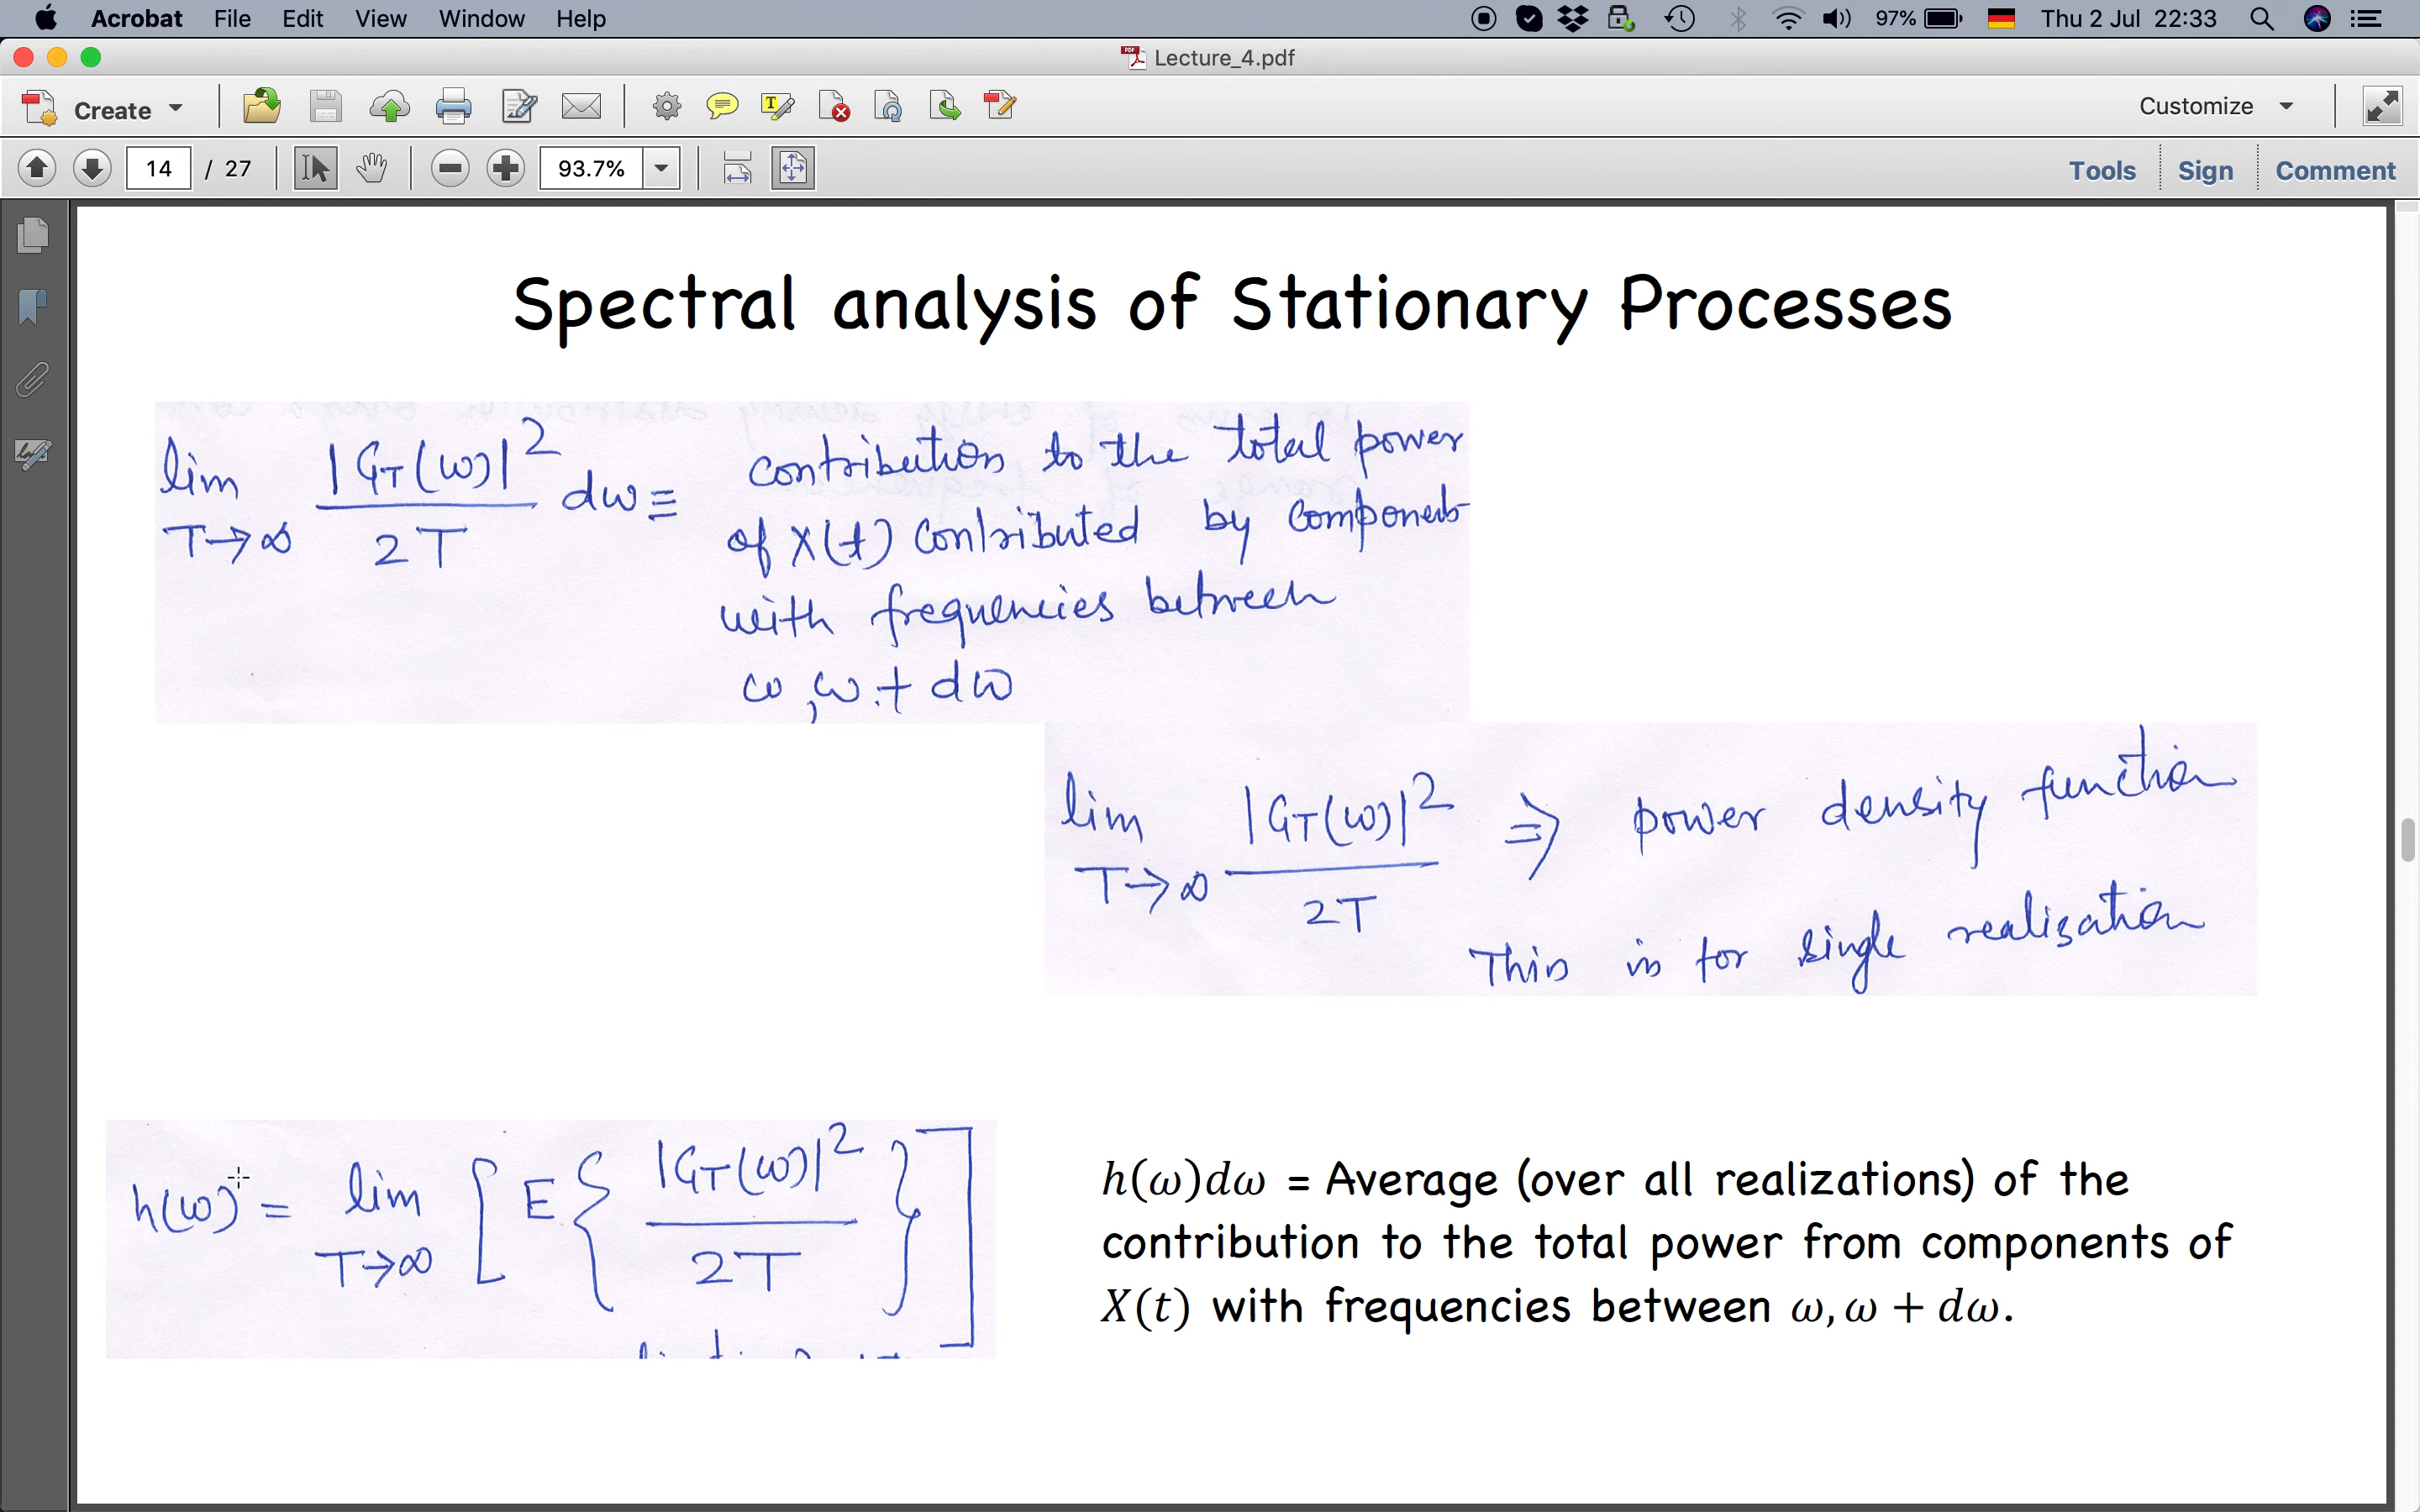 Acrobat File Edit View Window Help 97% Thu 2 Jul 22:33
Lecture_4.pdf
Create Customize
14 / 27 93.7% Tools Sign Comment
Spectral analysis of Stationary Processes
lim T→∞ |G_T(ω)|² / 2T dω ≡ contribution to the total power
of X(t) contributed by components
with frequencies between
ω, ω + dω
lim T→∞ |G_T(ω)|² / 2T ⇒ power density function
This is for single realisation
h(ω) = lim T→∞ [ E { |G_T(ω)|² / 2T } ]
h(ω)dω = Average (over all realizations) of the
contribution to the total power from components of
X(t) with frequencies between ω, ω + dω.